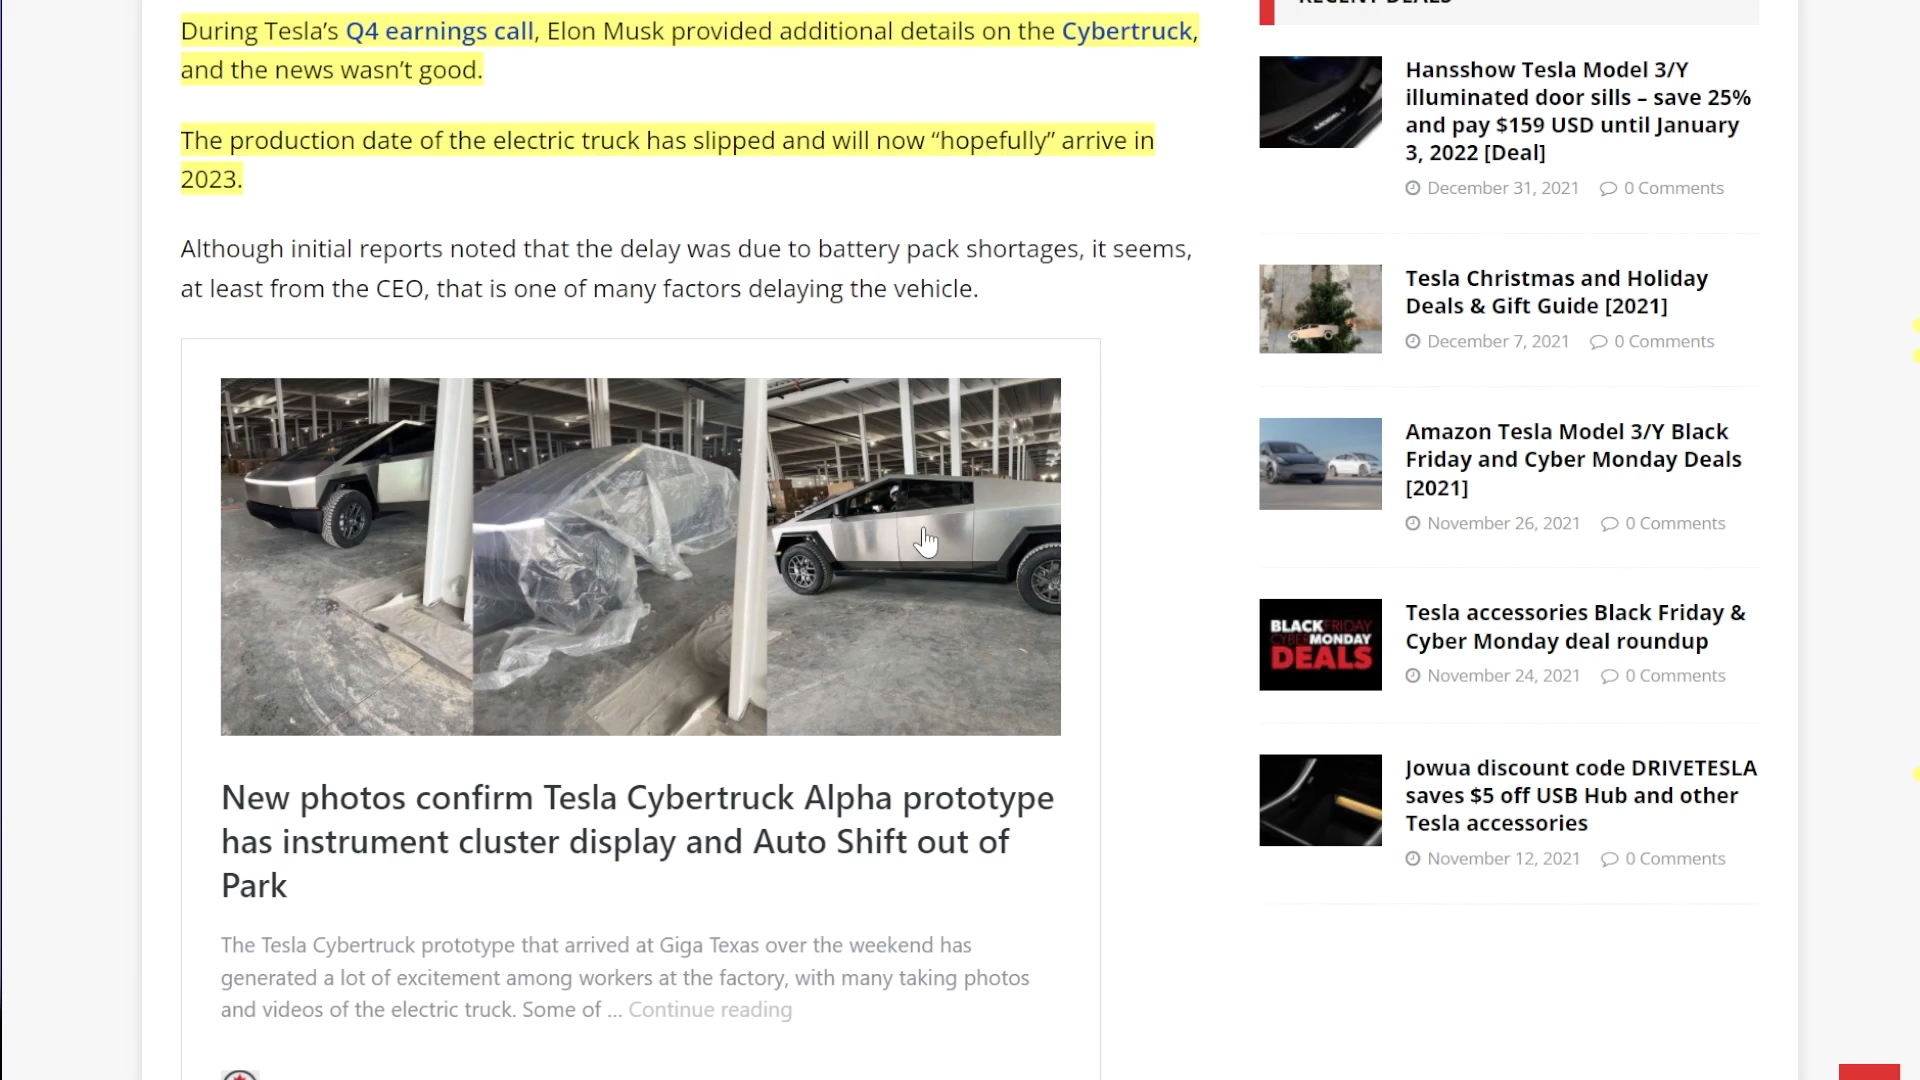 During Tesla’s Q4 earnings call, Elon Musk provided additional details on the Cybertruck,
and the news wasn’t good.
The production date of the electric truck has slipped and will now “hopefully” arrive in
2023.
Although initial reports noted that the delay was due to battery pack shortages, it seems,
at least from the CEO, that is one of many factors delaying the vehicle.
New photos confirm Tesla Cybertruck Alpha prototype
has instrument cluster display and Auto Shift out of
Park
The Tesla Cybertruck prototype that arrived at Giga Texas over the weekend has
generated a lot of excitement among workers at the factory, with many taking photos
and videos of the electric truck. Some of ... Continue reading
RECENT DEALS
Hansshow Tesla Model 3/Y
illuminated door sills – save 25%
and pay $159 USD until January
3, 2022 [Deal]
December 31, 2021 0 Comments
Tesla Christmas and Holiday
Deals & Gift Guide [2021]
December 7, 2021 0 Comments
Amazon Tesla Model 3/Y Black
Friday and Cyber Monday Deals
[2021]
November 26, 2021 0 Comments
BLACK FRIDAY
CYBER MONDAY
DEALS
Tesla accessories Black Friday &
Cyber Monday deal roundup
November 24, 2021 0 Comments
Jowua discount code DRIVETESLA
saves $5 off USB Hub and other
Tesla accessories
November 12, 2021 0 Comments